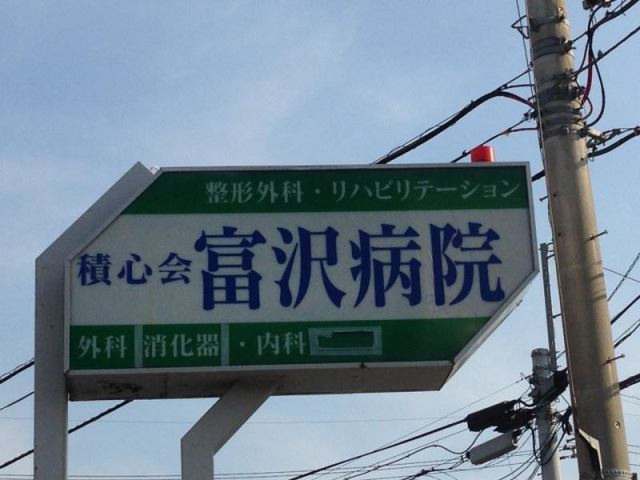 整形外科・リハビリテーション
積心会 富沢病院
外科 消化器・内科